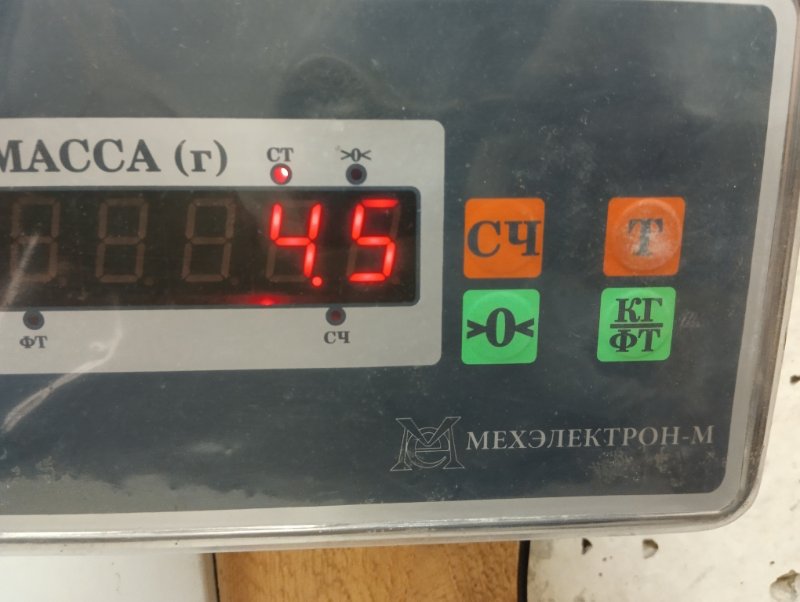 МАССА (г)
СТ
>0<
4.5
ФТ
СЧ
СЧ
Т
>0<
КГ
ФТ
МЕХЭЛЕКТРОН-М